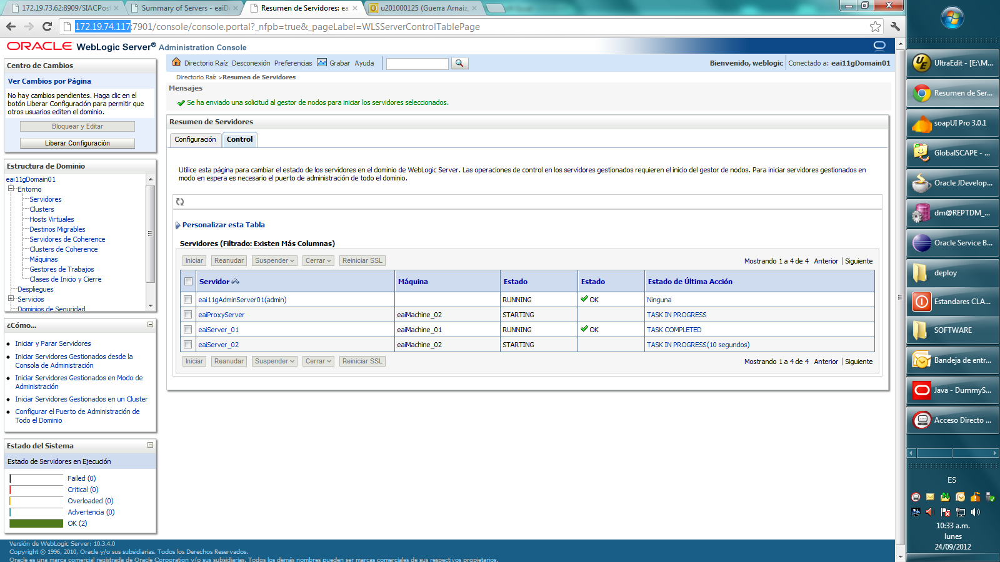 172.19.73.62:8909/SIACPost
Summary of Servers - eaiD
Resumen de Servidores: ea
u201000125 (Guerra Arnaiz,
172.19.74.117:7901/console/console.portal?_nfpb=true&_pageLabel=WLSServerControlTablePage
ORACLE WebLogic Server® Administration Console
Centro de Cambios
Ver Cambios por Página
No hay cambios pendientes. Haga clic en el
botón Liberar Configuración para permitir que
otros usuarios editen el dominio.
Bloquear y Editar
Liberar Configuración
Estructura de Dominio
eai11gDomain01
Entorno
Servidores
Clusters
Hosts Virtuales
Destinos Migrables
Servidores de Coherence
Clusters de Coherence
Máquinas
Gestores de Trabajos
Clases de Inicio y Cierre
Despliegues
Servicios
Dominios de Seguridad
¿Cómo...
Iniciar y Parar Servidores
Iniciar Servidores Gestionados desde la
Consola de Administración
Iniciar Servidores Gestionados en Modo de
Administración
Iniciar Servidores Gestionados en un Cluster
Configurar el Puerto de Administración de
Todo el Dominio
Estado del Sistema
Estado de Servidores en Ejecución
Failed (0)
Critical (0)
Overloaded (0)
Advertencia (0)
OK (2)
Directorio Raíz Desconexión Preferencias Grabar Ayuda
Bienvenido, weblogic Conectado a: eai11gDomain01
Directorio Raíz >Resumen de Servidores
Mensajes
Se ha enviado una solicitud al gestor de nodos para iniciar los servidores seleccionados.
Resumen de Servidores
Configuración Control
Utilice esta página para cambiar el estado de los servidores en el dominio de WebLogic Server. Las operaciones de control en los servidores gestionados requieren el inicio del gestor de nodos. Para iniciar servidores gestionados en
modo en espera es necesario el puerto de administración de todo el dominio.
Personalizar esta Tabla
Servidores (Filtrado: Existen Más Columnas)
Iniciar Reanudar Suspender Cerrar Reiniciar SSL Mostrando 1 a 4 de 4 Anterior | Siguiente
Servidor Máquina Estado Estado Estado de Última Acción
eai11gAdminServer01(admin) RUNNING OK Ninguna
eaiProxyServer eaiMachine_02 STARTING TASK IN PROGRESS
eaiServer_01 eaiMachine_01 RUNNING OK TASK COMPLETED
eaiServer_02 eaiMachine_02 STARTING TASK IN PROGRESS(10 segundos)
Iniciar Reanudar Suspender Cerrar Reiniciar SSL Mostrando 1 a 4 de 4 Anterior | Siguiente
Versión de WebLogic Server: 10.3.4.0
Copyright © 1996, 2010, Oracle y/o sus subsidiarias. Todos los Derechos Reservados.
Oracle es una marca comercial registrada de Oracle Corporation y/o sus subsidiarias. Todos los demás nombres pueden ser marcas comerciales de sus respectivos propietarios.
UltraEdit - [E:\M...
Resumen de Ser...
soapUI Pro 3.0.1
GlobalSCAPE - ...
Oracle JDevelop...
dm@REPTDM_...
Oracle Service B...
deploy
Estandares CLA...
SOFTWARE
Bandeja de entr...
Java - DummyS...
Acceso Directo ...
ES
10:33 a.m.
lunes
24/09/2012